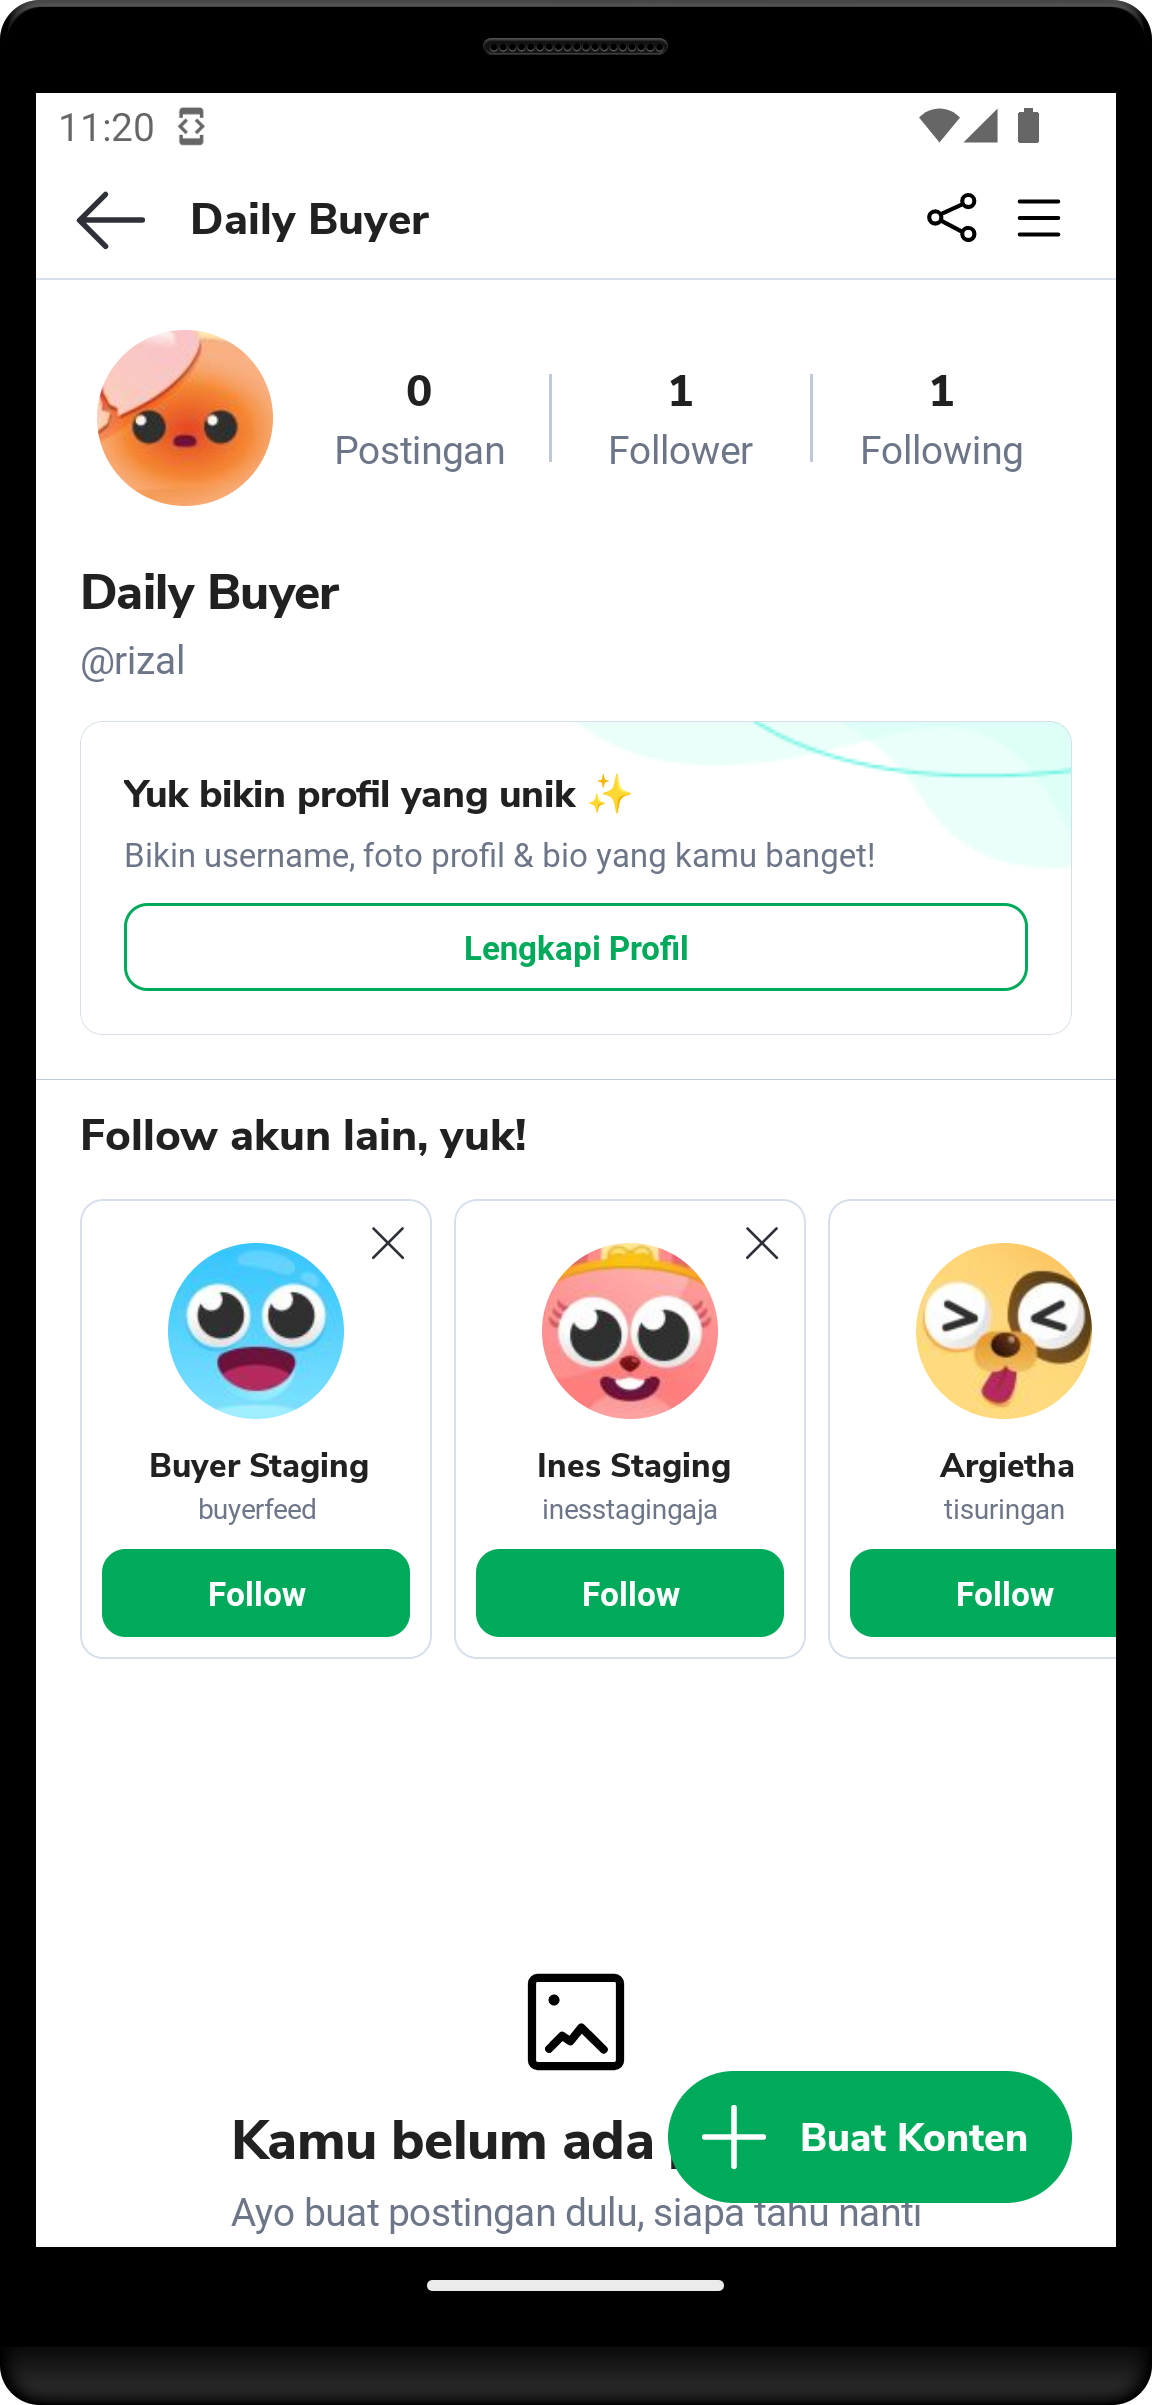 11:20
Daily Buyer
0
Postingan
1
Follower
1
Following
Daily Buyer
@rizal
Yuk bikin profil yang unik ✨
Bikin username, foto profil & bio yang kamu banget!
Lengkapi Profil
Follow akun lain, yuk!
Buyer Staging
buyerfeed
Follow
Ines Staging
inesstagingaja
Follow
Argietha
tisuringan
Follow
Kamu belum ada
Buat Konten
Ayo buat postingan dulu, siapa tahu nanti